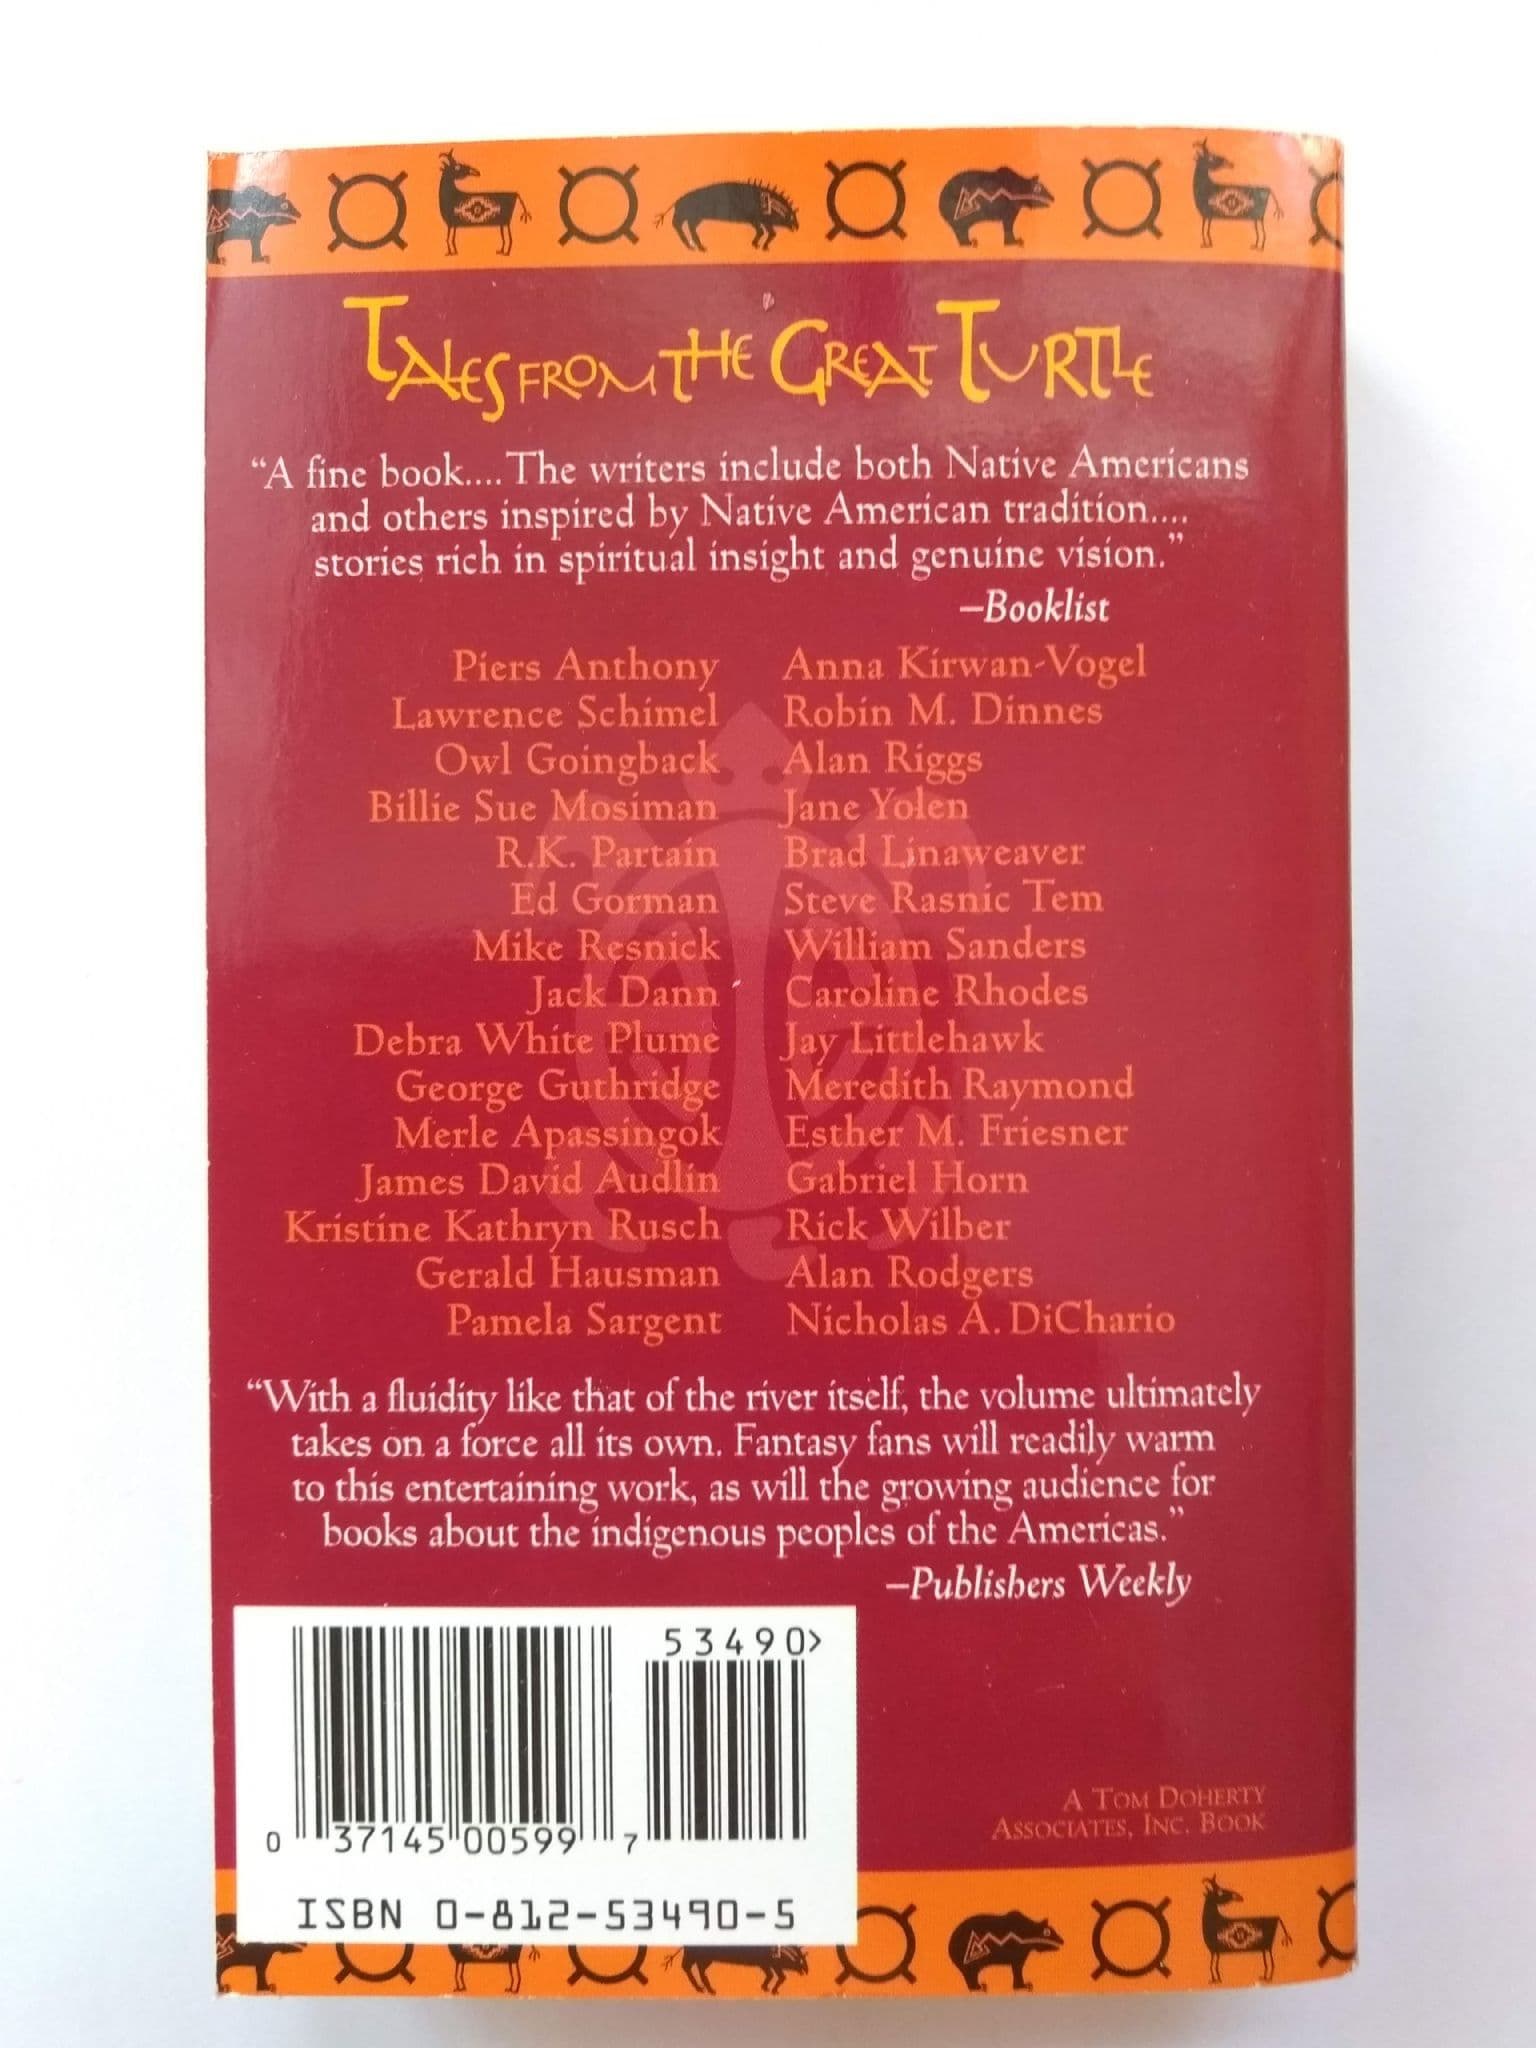 TALES FROM THE GREAT TURTLE
“A fine book.... The writers include both Native Americans
and others inspired by Native American tradition....
stories rich in spiritual insight and genuine vision.”
—Booklist
Piers Anthony
Lawrence Schimel
Owl Goingback
Billie Sue Mosiman
R.K. Partain
Ed Gorman
Mike Resnick
Jack Dann
Debra White Plume
George Guthridge
Merle Apassingok
James David Audlin
Kristine Kathryn Rusch
Gerald Hausman
Pamela Sargent
Anna Kirwan-Vogel
Robin M. Dinnes
Alan Riggs
Jane Yolen
Brad Linaweaver
Steve Rasnic Tem
William Sanders
Caroline Rhodes
Jay Littlehawk
Meredith Raymond
Esther M. Friesner
Gabriel Horn
Rick Wilber
Alan Rodgers
Nicholas A. DiChario
“With a fluidity like that of the river itself, the volume ultimately
takes on a force all its own. Fantasy fans will readily warm
to this entertaining work, as will the growing audience for
books about the indigenous peoples of the Americas.”
—Publishers Weekly
53490>
0 37145 00599 7
ISBN 0-812-53490-5
A TOM DOHERTY
ASSOCIATES, INC. BOOK